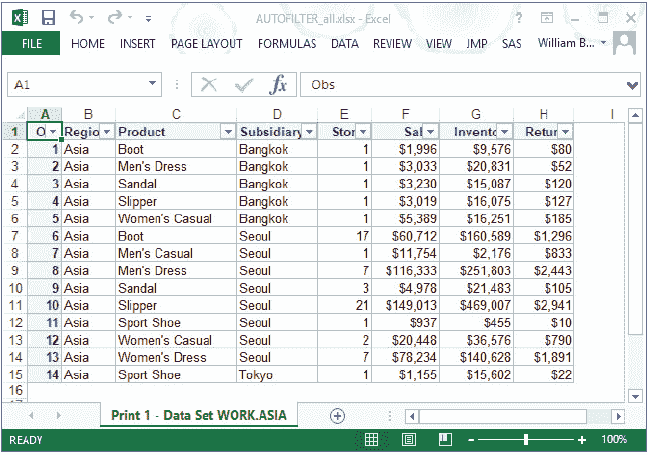 AUTOFILTER_all.xlsx - Excel
FILE HOME INSERT PAGE LAYOUT FORMULAS DATA REVIEW VIEW JMP SAS William B...
A1 fx Obs
A B C D E F G H I
1 O Regio Product Subsidiary Stor Sal Invento Retur
2 1 Asia Boot Bangkok 1 $1,996 $9,576 $80
3 2 Asia Men's Dress Bangkok 1 $3,033 $20,831 $52
4 3 Asia Sandal Bangkok 1 $3,230 $15,087 $120
5 4 Asia Slipper Bangkok 1 $3,019 $16,075 $127
6 5 Asia Women's Casual Bangkok 1 $5,389 $16,251 $185
7 6 Asia Boot Seoul 17 $60,712 $160,589 $1,296
8 7 Asia Men's Casual Seoul 1 $11,754 $2,176 $833
9 8 Asia Men's Dress Seoul 7 $116,333 $251,803 $2,443
10 9 Asia Sandal Seoul 3 $4,978 $21,483 $105
11 10 Asia Slipper Seoul 21 $149,013 $469,007 $2,941
12 11 Asia Sport Shoe Seoul 1 $937 $455 $10
13 12 Asia Women's Casual Seoul 2 $20,448 $36,576 $790
14 13 Asia Women's Dress Seoul 7 $78,234 $140,628 $1,891
15 14 Asia Sport Shoe Tokyo 1 $1,155 $15,602 $22
16
Print 1 - Data Set WORK.ASIA
READY 100%